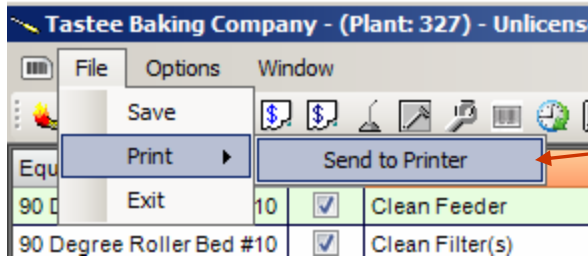 Tastee Baking Company - (Plant: 327) - Unlicens
File Options Window
Save
Print Send to Printer
Equ
Exit
90 D 10 Clean Feeder
90 Degree Roller Bed #10 Clean Filter(s)